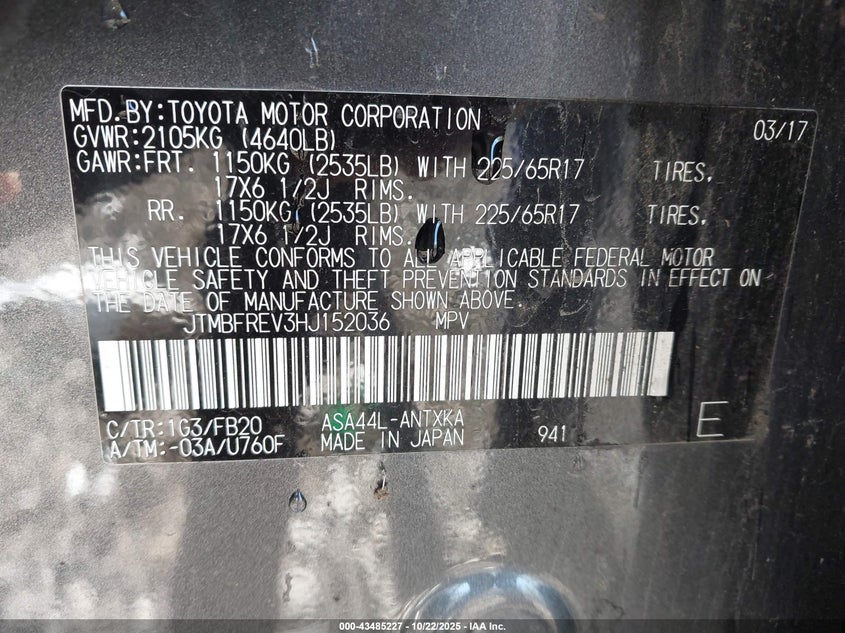 MFD. BY:TOYOTA MOTOR CORPORATION 03/17
GVWR:2105KG (4640LB)
GAWR:FRT. 1150KG (2535LB) WITH 225/65R17 TIRES,
17X6 1/2J RIMS.
RR. 1150KG (2535LB) WITH 225/65R17 TIRES,
17X6 1/2J RIMS.
THIS VEHICLE CONFORMS TO ALL APPLICABLE FEDERAL MOTOR
VEHICLE SAFETY AND THEFT PREVENTION STANDARDS IN EFFECT ON
THE DATE OF MANUFACTURE SHOWN ABOVE.
JTMBFREV3HJ152036 MPV
C/TR:1G3/FB20 ASA44L-ANTXKA
A/TM:-03A/U760F MADE IN JAPAN 941 E
000-43485227 - 10/22/2025 - IAA Inc.